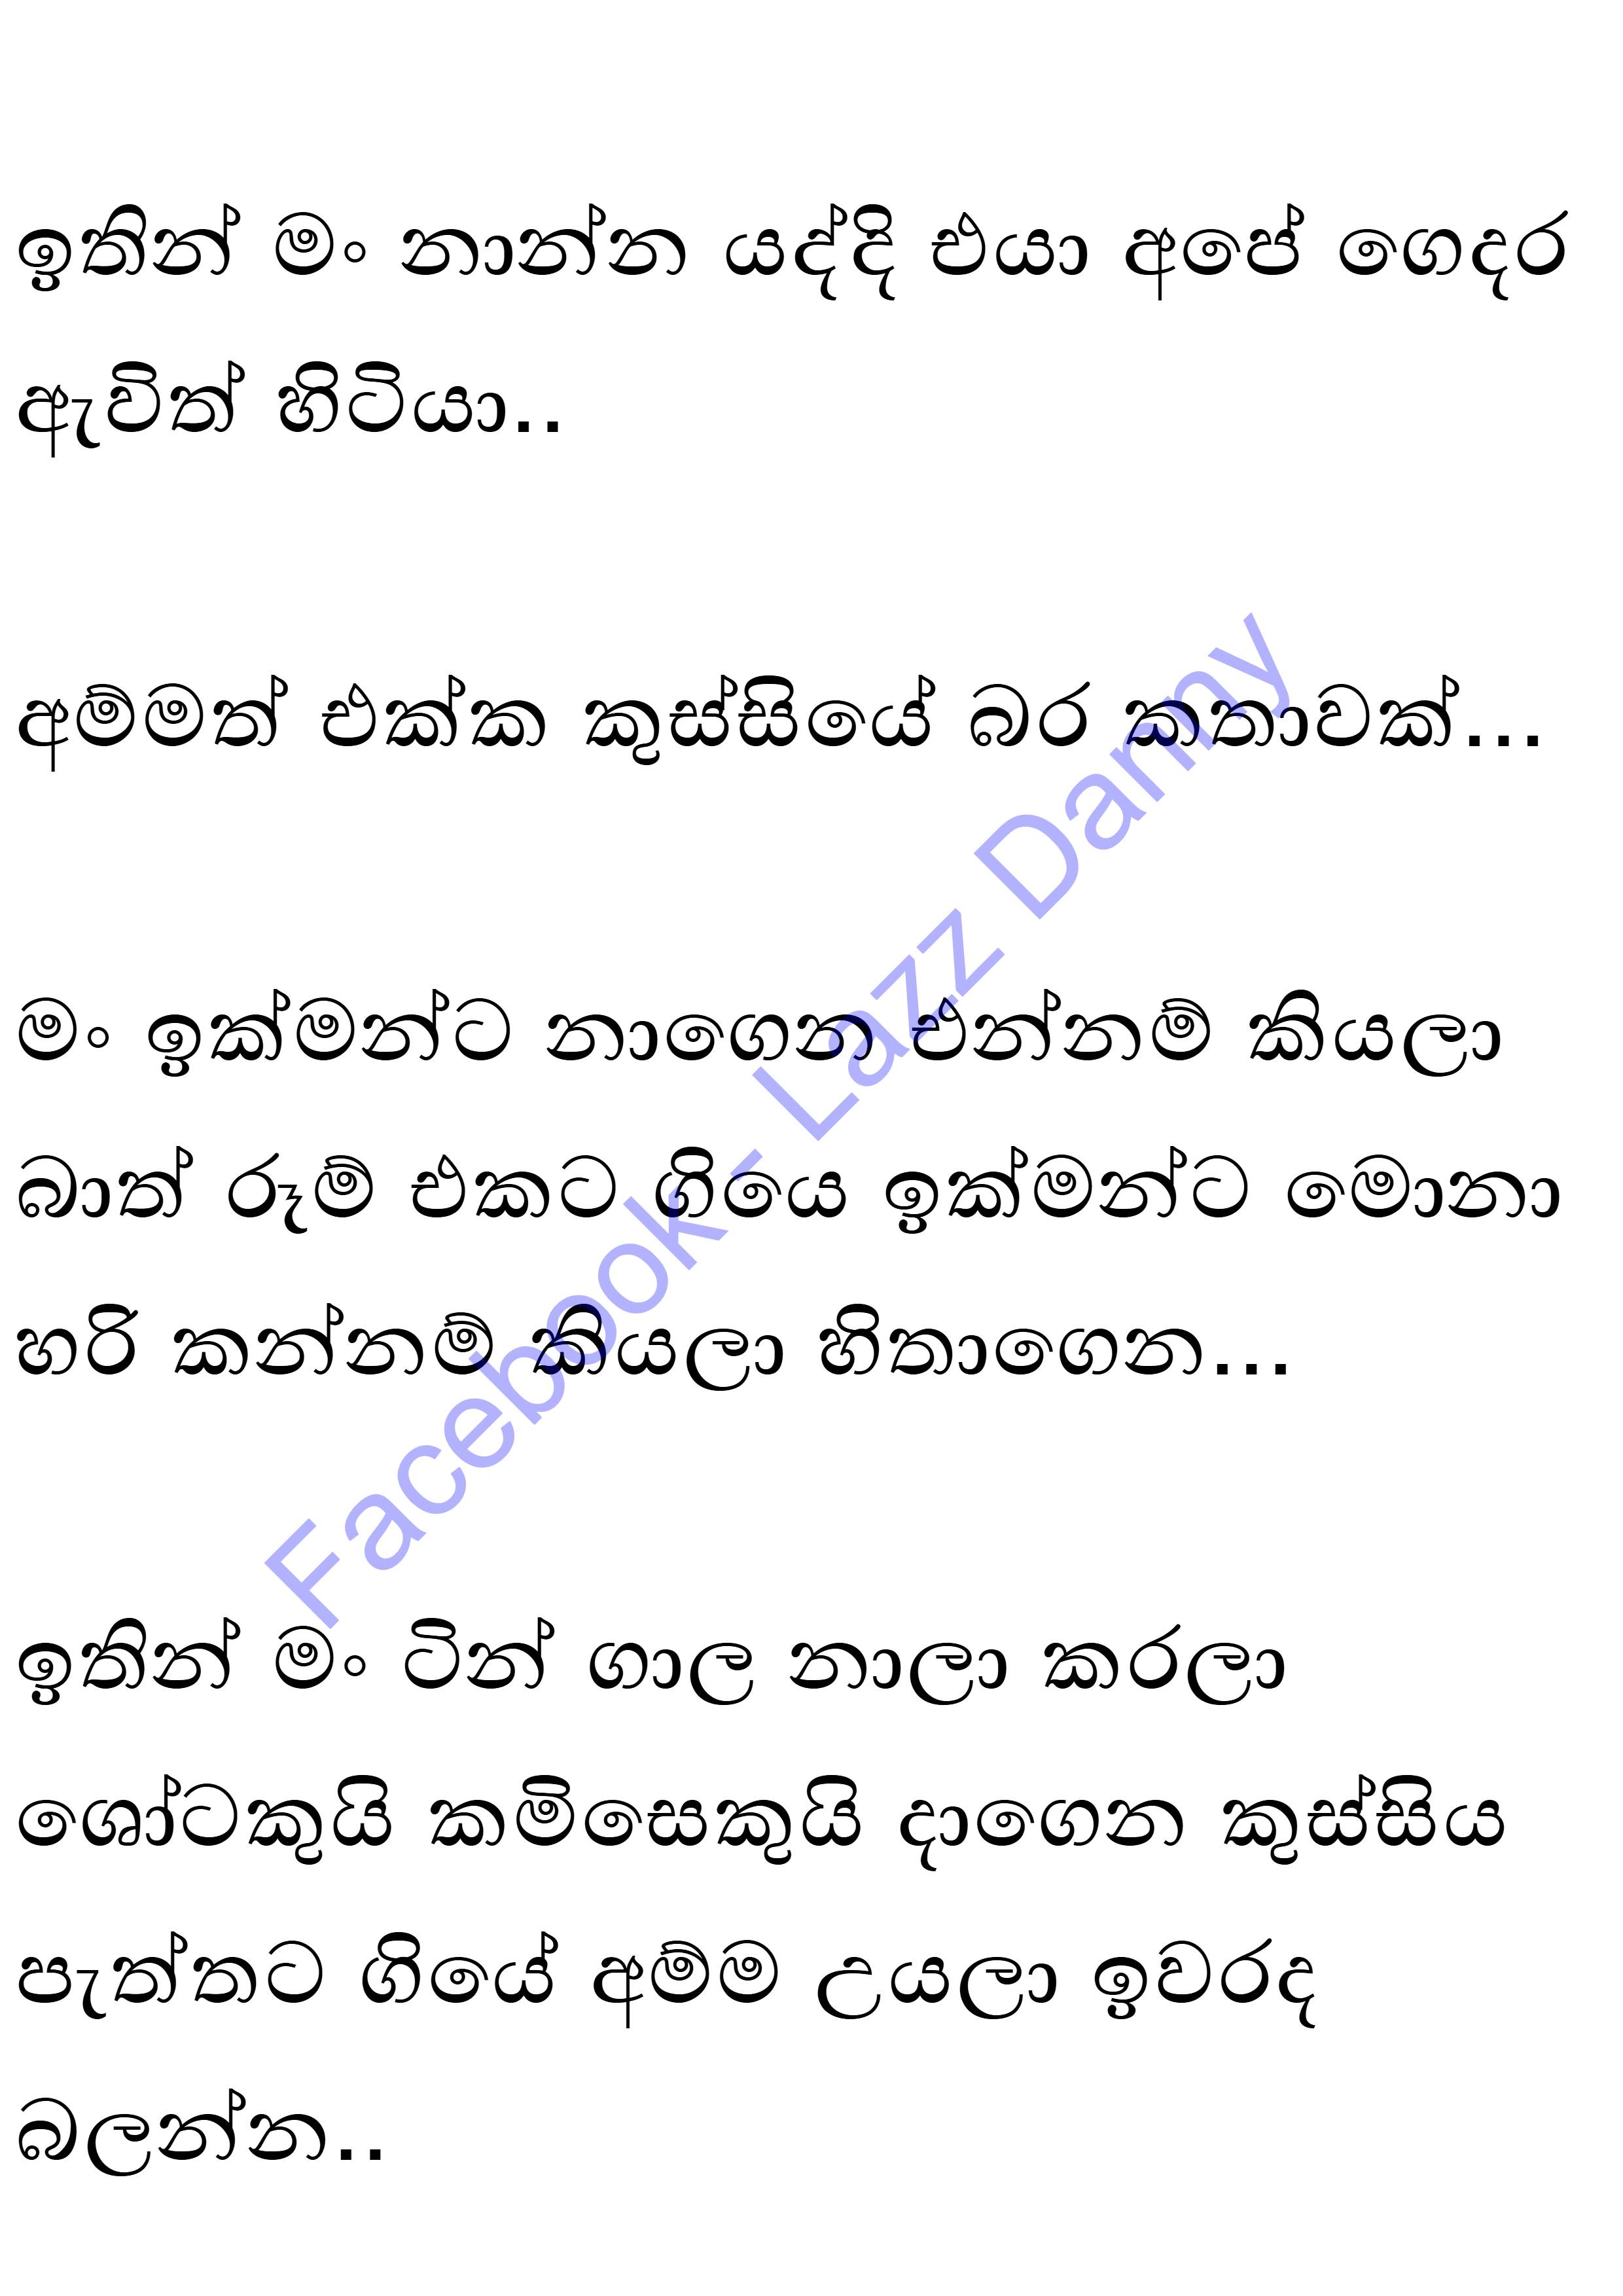 ඉතින් මං නාන්න යද්දි එයා අපේ ගෙදර
ඇවිත් හිටියා..
අම්මත් එක්ක කුස්සියේ බර කතාවක්...
මං ඉක්මන්ට නාගෙන එන්නම් කියලා
බාත් රූම් එකට ගියෙ ඉක්මන්ට මොනා
හරි කන්නම් කියලා හිතාගෙන...
ඉතින් මං ටින් ගාල නාලා කරලා
ශෝටකුයි කමිසෙකුයි දාගෙන කුස්සිය
පැත්තට ගියේ අම්ම උයලා ඉවරද
බලන්න..
Facebook- Lazz Danny